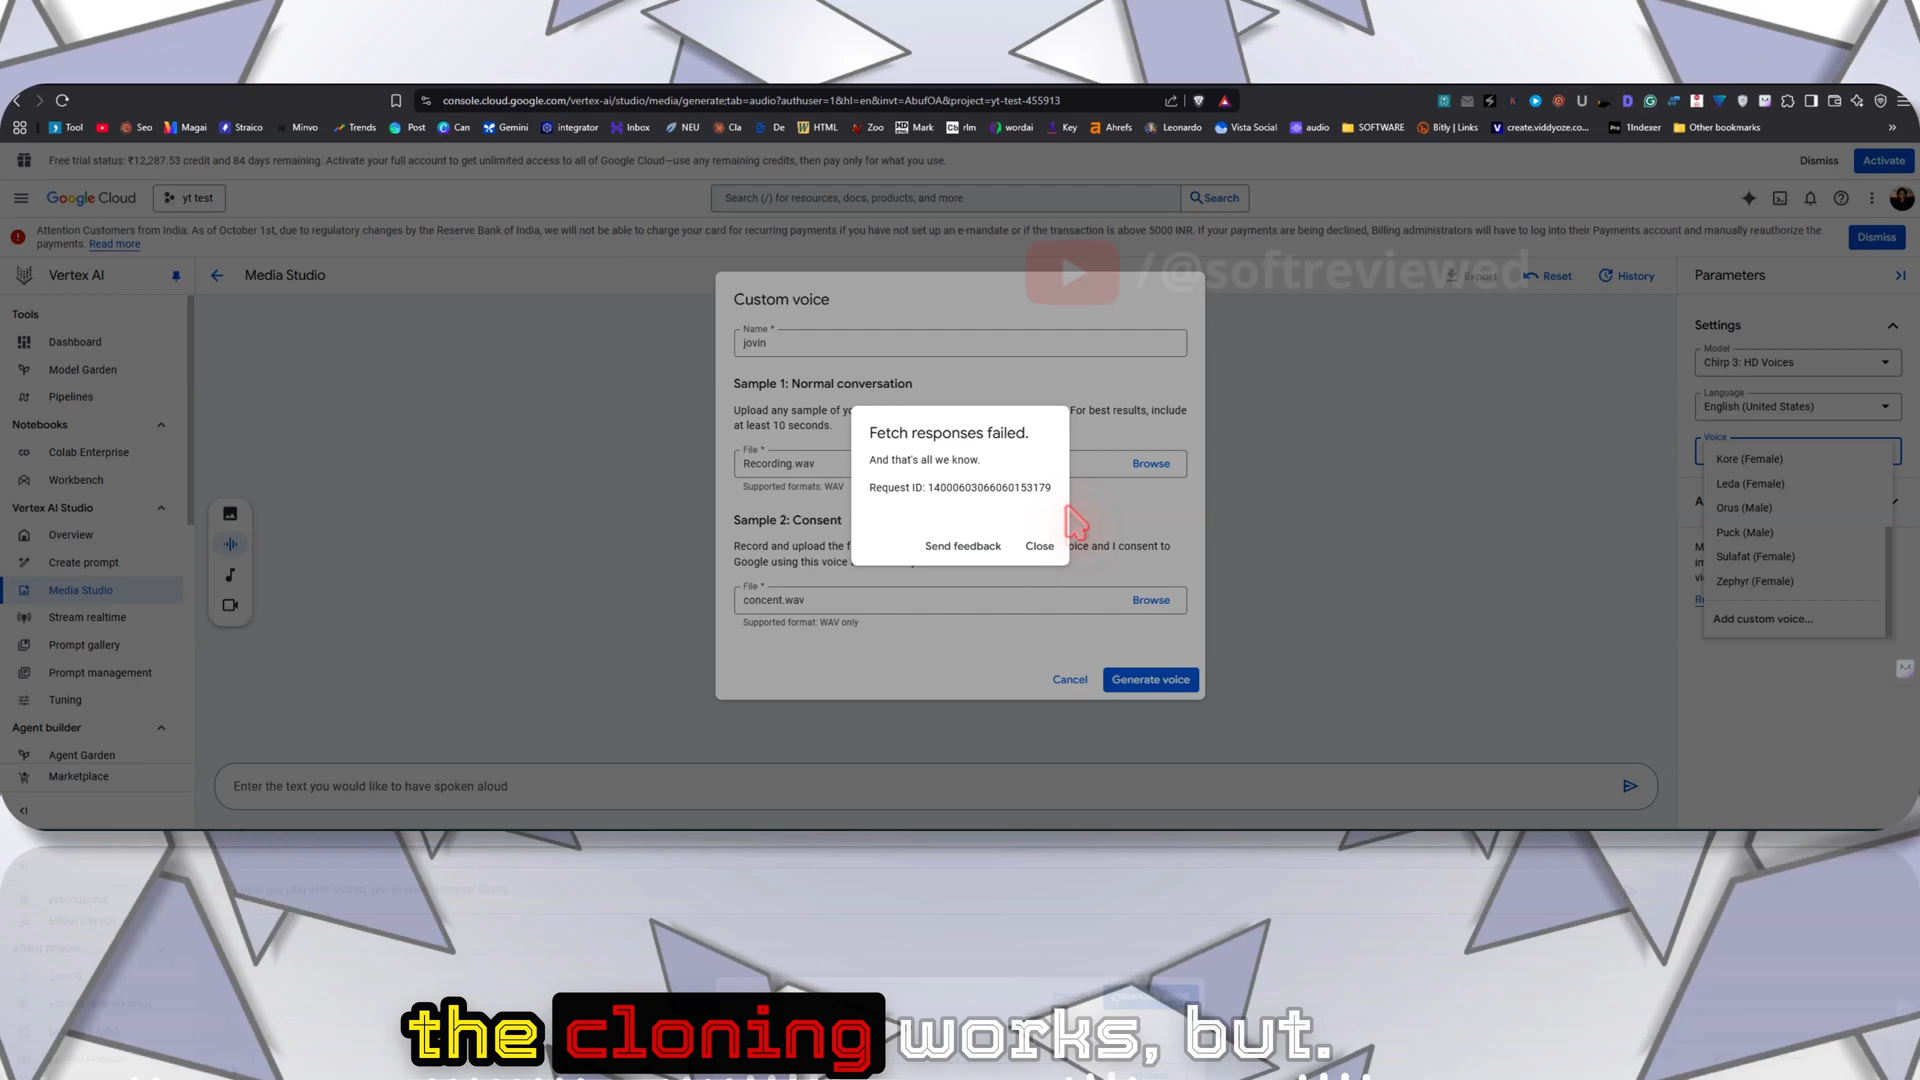 console.cloud.google.com/vertex-ai/studio/media/generate;tab=audio?authuser=1&hl=en&invt=AbufOA&project=yt-test-455913
Tool Seo Magai Straico Minvo Trends Post Can Gemini integrator Inbox NEU Cla De HTML Zoo Mark rlm wordai Key Ahrefs Leonardo Vista Social audio SOFTWARE Bitly | Links create.viddyoze.co... 1Indexer Other bookmarks
Free trial status: ₹12,287.53 credit and 84 days remaining. Activate your full account to get unlimited access to all of Google Cloud—use any remaining credits, then pay only for what you use.
Dismiss Activate
Google Cloud yt test Search (/) for resources, docs, products, and more Search
Attention Customers from India: As of October 1st, due to regulatory changes by the Reserve Bank of India, we will not be able to charge your card for recurring payments if you have not set up an e-mandate or if the transaction is above 5000 INR. If your payments are being declined, Billing administrators will have to log into their Payments account and manually reauthorize the
payments. Read more
Dismiss
Vertex AI
Media Studio
/@softreviewed
Export Reset History
Parameters
Tools
Dashboard
Model Garden
Pipelines
Notebooks
Colab Enterprise
Workbench
Vertex AI Studio
Overview
Create prompt
Media Studio
Stream realtime
Prompt gallery
Prompt management
Tuning
Agent builder
Agent Garden
Marketplace
Custom voice
Name *
jovin
Sample 1: Normal conversation
Upload any sample of yo For best results, include
at least 10 seconds.
File *
Recording.wav Browse
Supported formats: WAV
Sample 2: Consent
Record and upload the f oice and I consent to
Google using this voice
File *
concent.wav Browse
Supported format: WAV only
Cancel Generate voice
Fetch responses failed.
And that's all we know.
Request ID: 14000603066060153179
Send feedback Close
Settings
Model
Chirp 3: HD Voices
Language
English (United States)
Voice
Kore (Female)
Leda (Female)
Orus (Male)
Puck (Male)
Sulafat (Female)
Zephyr (Female)
Add custom voice...
Enter the text you would like to have spoken aloud
the cloning works, but.